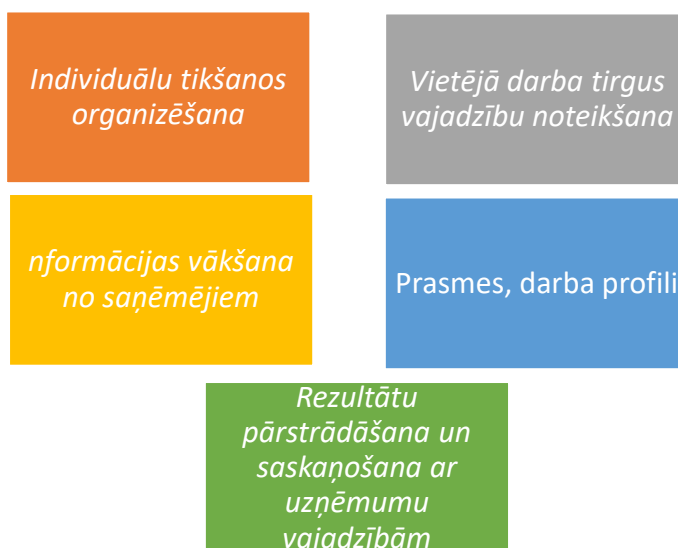 Individuālu tikšanos
organizēšana
Vietējā darba tirgus
vajadzību noteikšana
nformācijas vākšana
no saņēmējiem
Prasmes, darba profili
Rezultātu
pārstrādāšana un
saskaņošana ar
uzņēmumu
vajadzībām